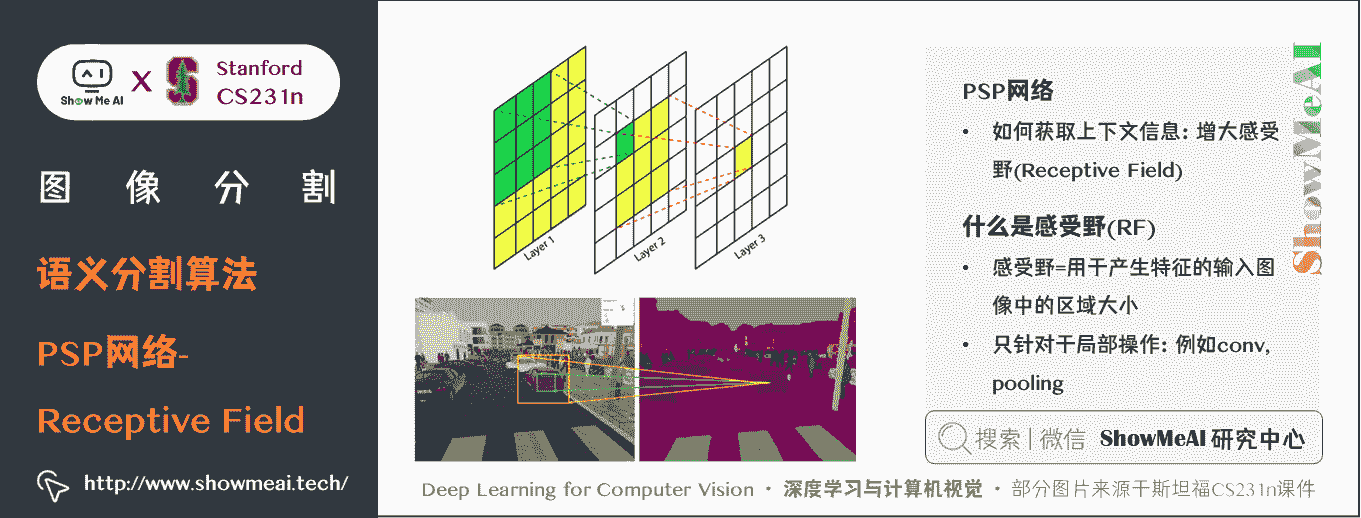 Show Me AI
X
Stanford
CS231n
图像分割
语义分割算法
PSP网络-
Receptive Field
http://www.showmeai.tech/
Layer 1
Layer 2
Layer 3
PSP网络
• 如何获取上下文信息: 增大感受
野(Receptive Field)
什么是感受野(RF)
• 感受野=用于产生特征的输入图
像中的区域大小
• 只针对于局部操作: 例如conv,
pooling
ShowMeAI
搜索 | 微信 ShowMeAI 研究中心
Deep Learning for Computer Vision · 深度学习与计算机视觉 · 部分图片来源于斯坦福CS231n课件